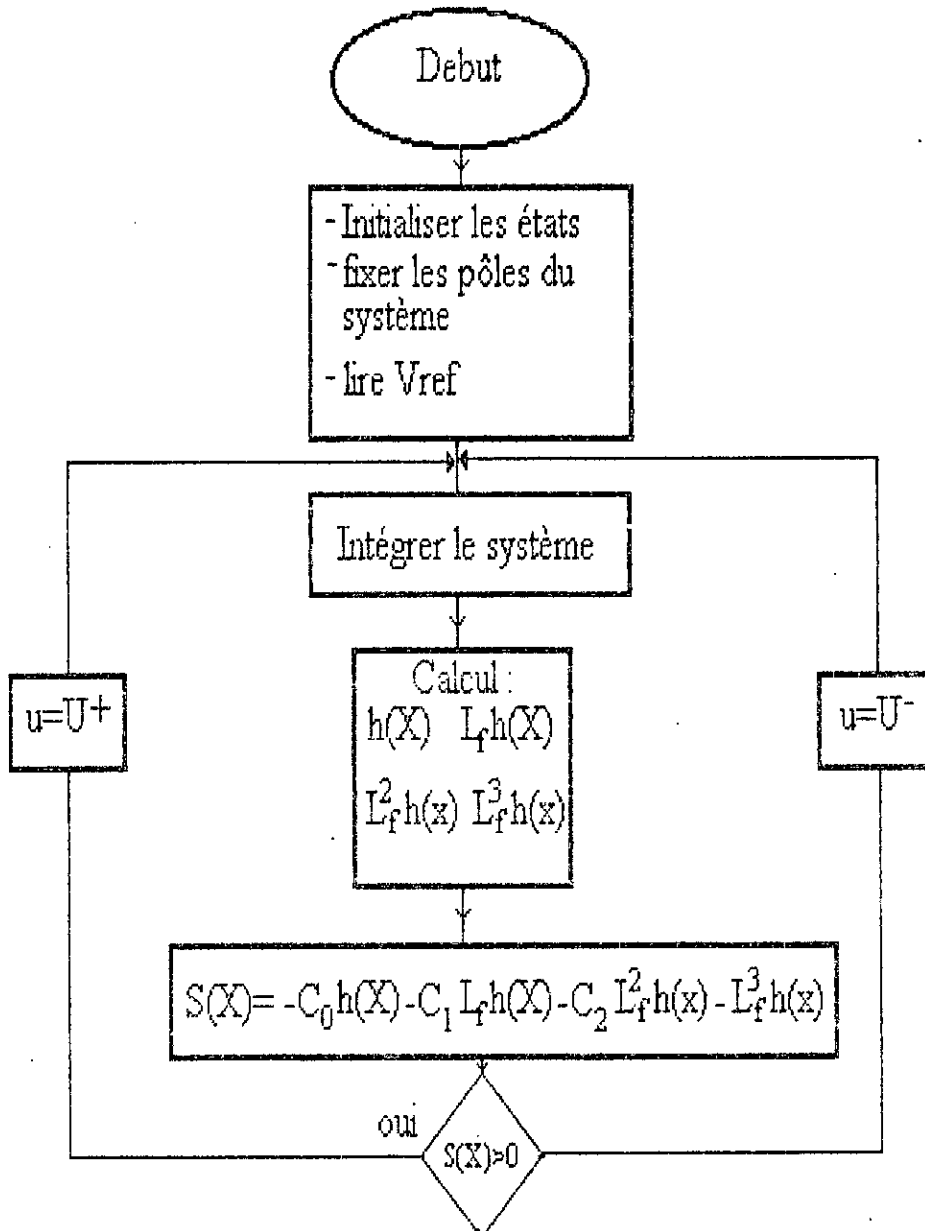 Debut
- Initialiser les états
- fixer les pôles du
système
- lire Vref
Intégrer le système
Calcul :
h(X) L_f h(X)
L_f^2 h(x) L_f^3 h(x)
u=U^+
u=U^-
S(X)= -C_0 h(X) -C_1 L_f h(X) -C_2 L_f^2 h(x) - L_f^3 h(x)
oui
S(X)>0